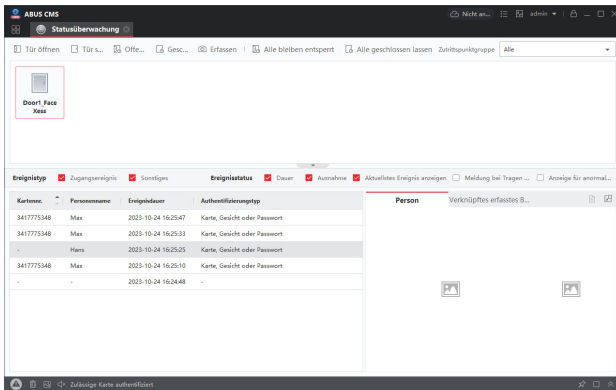 ABUS CMS
Nicht an... admin
Statusüberwachung
Tür öffnen Tür s... Offe... Gesc... Erfassen Alle bleiben entsperrt Alle geschlossen lassen Zutrittspunktgruppe Alle
Door1_Face
Xess
Ereignistyp Zugangsereignis Sonstiges Ereignisstatus Dauer Ausnahme Aktuellstes Ereignis anzeigen Meldung bei Tragen ... Anzeige für anormal...
Kartennr. Personenname Ereignisdauer Authentifizierungstyp
3417775348 Max 2023-10-24 16:25:47 Karte, Gesicht oder Passwort
3417775348 Max 2023-10-24 16:25:33 Karte, Gesicht oder Passwort
- Hans 2023-10-24 16:25:25 Karte, Gesicht oder Passwort
3417775348 Max 2023-10-24 16:25:10 Karte, Gesicht oder Passwort
- - 2023-10-24 16:24:48 -
Person Verknüpftes erfasstes B...
Zulässige Karte authentifiziert